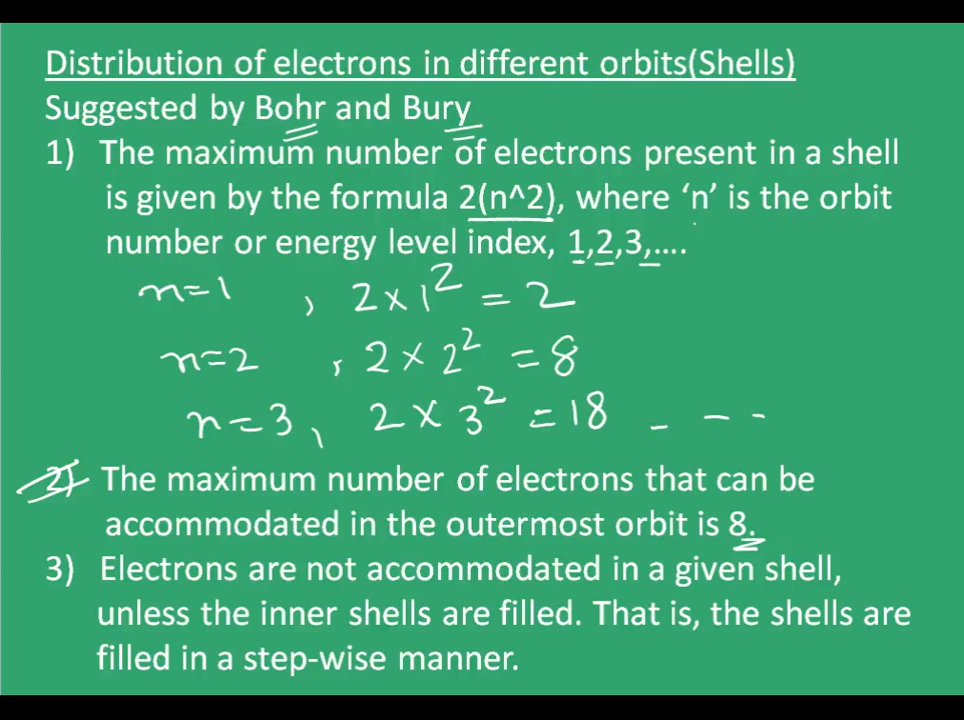 Distribution of electrons in different orbits(Shells)
Suggested by Bohr and Bury
1) The maximum number of electrons present in a shell
is given by the formula 2(n^2), where ‘n’ is the orbit
number or energy level index, 1,2,3,….
n=1 , 2×1² = 2
n=2 , 2×2² = 8
n=3, 2×3² =18 – – –
2) The maximum number of electrons that can be
accommodated in the outermost orbit is 8.
3) Electrons are not accommodated in a given shell,
unless the inner shells are filled. That is, the shells are
filled in a step-wise manner.